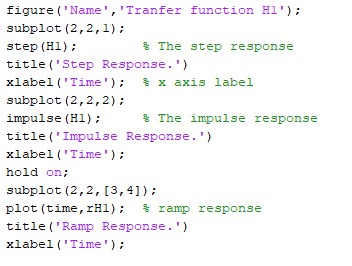 figure('Name','Tranfer function H1');
subplot(2,2,1);
step(H1);        % The step response
title('Step Response.')
xlabel('Time');  % x axis label
subplot(2,2,2);
impulse(H1);     % The impulse response
title('Impulse Response.')
xlabel('Time');
hold on;
subplot(2,2,[3,4]);
plot(time,rH1);  % ramp response
title('Ramp Response.')
xlabel('Time');